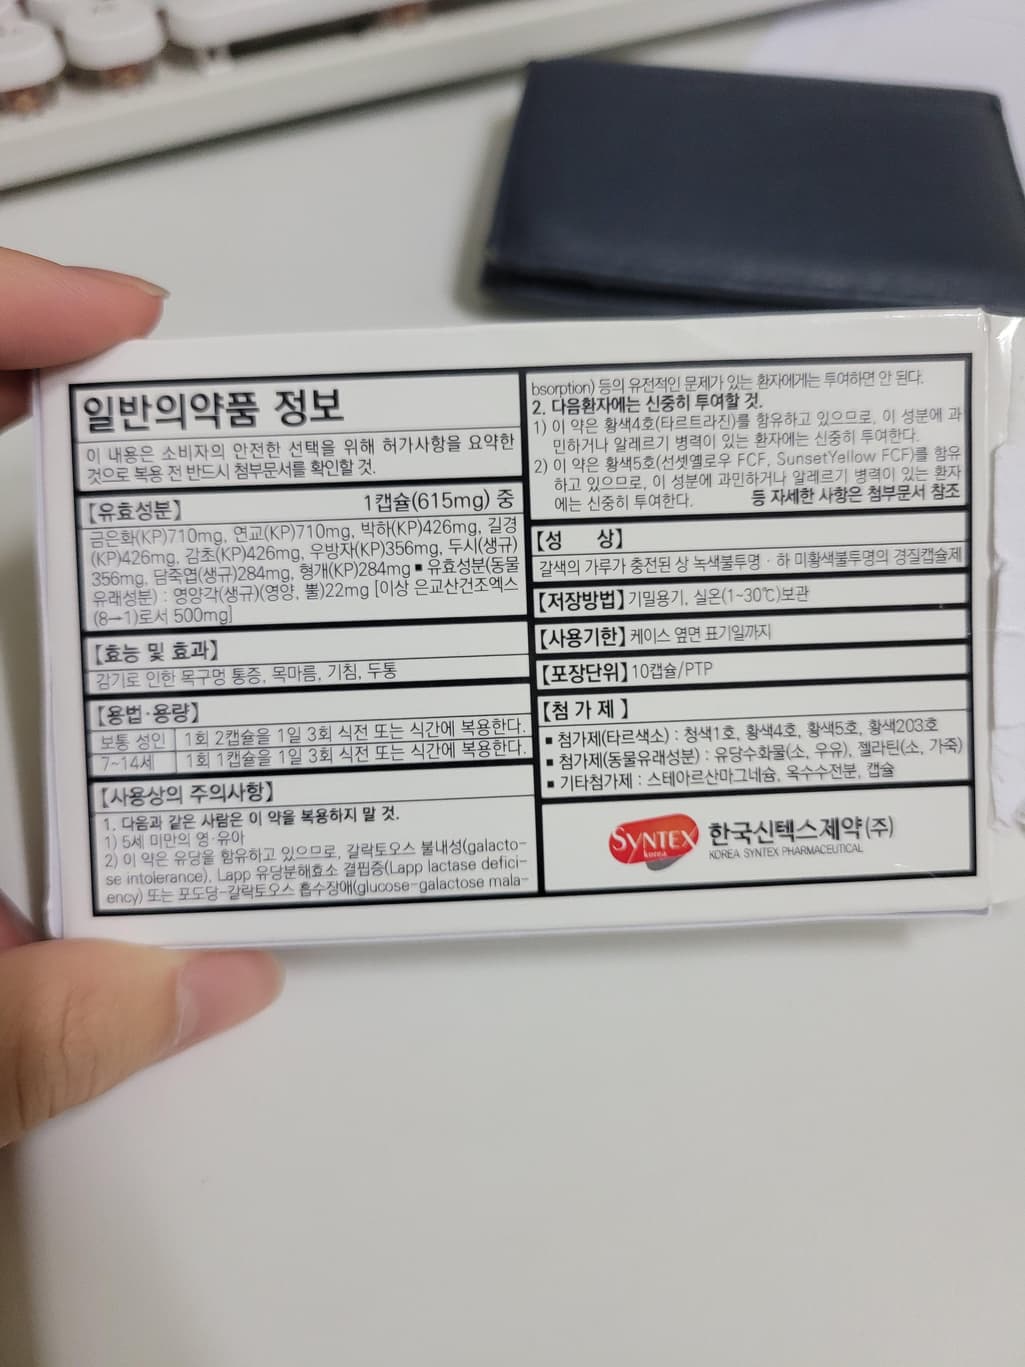 일반의약품 정보
이 내용은 소비자의 안전한 선택을 위해 허가사항을 요약한
것으로 복용 전 반드시 첨부문서를 확인할 것.
【유효성분】 1캡슐(615mg) 중
금은화(KP)710mg, 연교(KP)710mg, 박하(KP)426mg, 길경
(KP)426mg, 감초(KP)426mg, 우방자(KP)356mg, 두시(생규)
356mg, 담죽엽(생규)284mg, 형개(KP)284mg ■ 유효성분(동물
유래성분) : 영양각(생규)(영양, 뿔)22mg [이상 은교산건조엑스
(8→1)로서 500mg]
【효능 및 효과】
감기로 인한 목구멍 통증, 목마름, 기침, 두통
【용법·용량】
보통 성인 1회 2캡슐을 1일 3회 식전 또는 식간에 복용한다.
7~14세 1회 1캡슐을 1일 3회 식전 또는 식간에 복용한다.
【사용상의 주의사항】
1. 다음과 같은 사람은 이 약을 복용하지 말 것.
1) 5세 미만의 영·유아
2) 이 약은 유당을 함유하고 있으므로, 갈락토오스 불내성(galacto-
se intolerance), Lapp 유당분해효소 결핍증(Lapp lactase defici-
ency) 또는 포도당-갈락토오스 흡수장애(glucose-galactose mala-
bsorption) 등의 유전적인 문제가 있는 환자에게는 투여하면 안 된다.
2. 다음환자에는 신중히 투여할 것.
1) 이 약은 황색4호(타르트라진)를 함유하고 있으므로, 이 성분에 과
민하거나 알레르기 병력이 있는 환자에는 신중히 투여한다.
2) 이 약은 황색5호(선셋옐로우 FCF, SunsetYellow FCF)를 함유
하고 있으므로, 이 성분에 과민하거나 알레르기 병력이 있는 환자
에는 신중히 투여한다. 등 자세한 사항은 첨부문서 참조
【성 상】
갈색의 가루가 충전된 상 녹색불투명 · 하 미황색불투명의 경질캡슐제
【저장방법】 기밀용기, 실온(1~30℃)보관
【사용기한】 케이스 옆면 표기일까지
【포장단위】 10캡슐/PTP
【첨 가 제】
■ 첨가제(타르색소) : 청색1호, 황색4호, 황색5호, 황색203호
■ 첨가제(동물유래성분) : 유당수화물(소, 우유), 젤라틴(소, 가죽)
■ 기타첨가제 : 스테아르산마그네슘, 옥수수전분, 캡슐
SYNTEX
korea
한국신텍스제약(주)
KOREA SYNTEX PHARMACEUTICAL